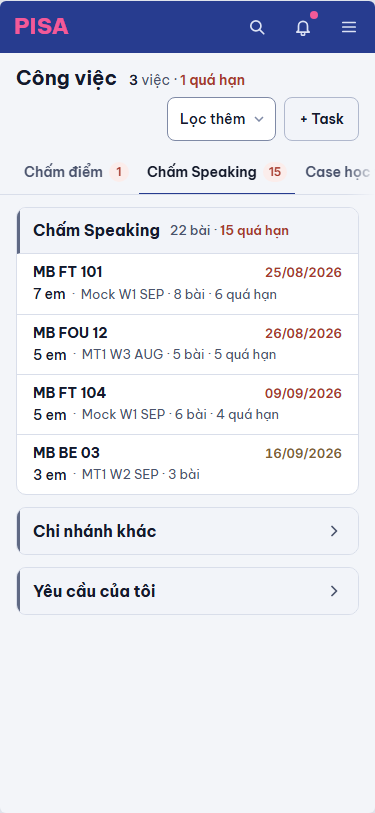 PISA
Công việc 3 việc · 1 quá hạn
Lọc thêm
+ Task
Chấm điểm 1 Chấm Speaking 15 Case học
Chấm Speaking 22 bài · 15 quá hạn
MB FT 101 25/08/2026
7 em · Mock W1 SEP · 8 bài · 6 quá hạn
MB FOU 12 26/08/2026
5 em · MT1 W3 AUG · 5 bài · 5 quá hạn
MB FT 104 09/09/2026
5 em · Mock W1 SEP · 6 bài · 4 quá hạn
MB BE 03 16/09/2026
3 em · MT1 W2 SEP · 3 bài
Chi nhánh khác
Yêu cầu của tôi